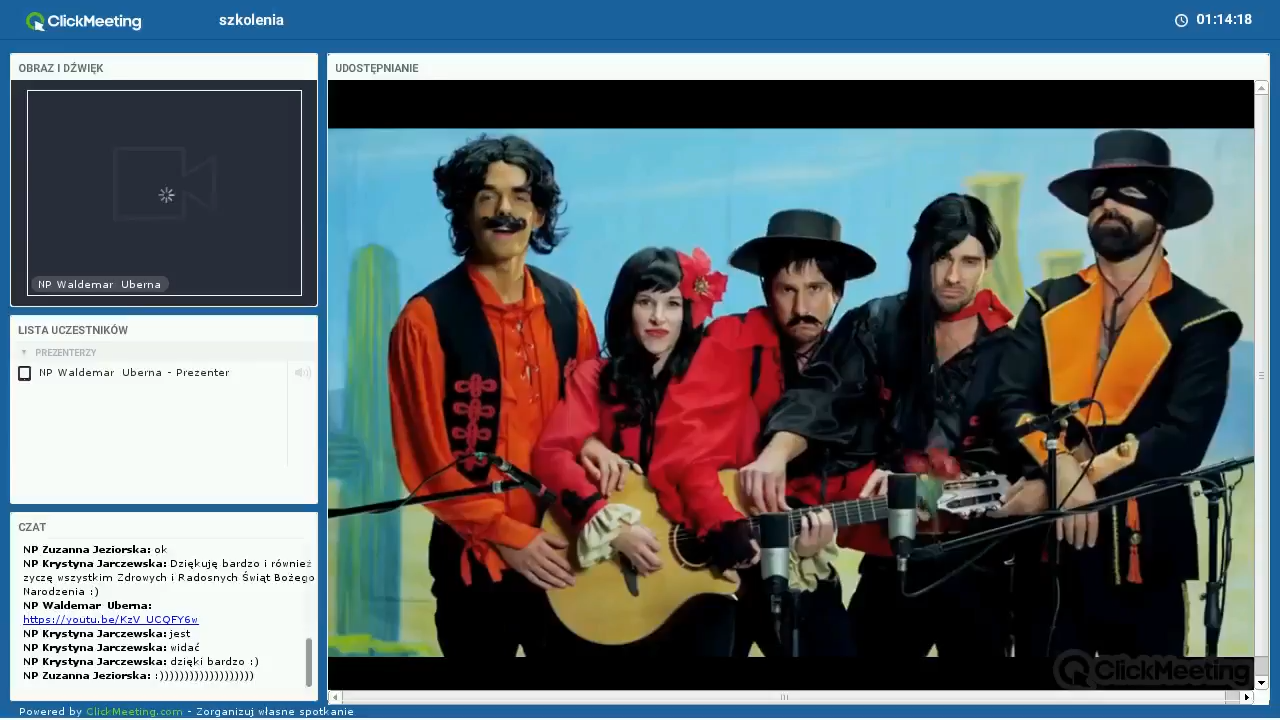 ClickMeeting
szkolenia
01:14:18
OBRAZ I DŹWIĘK
UDOSTĘPNIANIE
NP Waldemar Uberna
LISTA UCZESTNIKÓW
PREZENTERZY
NP Waldemar Uberna - Prezenter
CZAT
NP Zuzanna Jeziorska: ok
NP Krystyna Jarczewska: Dziękuję bardzo i również
zyczę wszystkim Zdrowych i Radosnych Świąt Bożego
Narodzenia :)
NP Waldemar Uberna:
https://youtu.be/KzV_UCQFY6w
NP Krystyna Jarczewska: jest
NP Krystyna Jarczewska: widać
NP Krystyna Jarczewska: dzięki bardzo :)
NP Zuzanna Jeziorska: :)))))))))))))))))))
ClickMeeting
Powered by ClickMeeting.com - Zorganizuj własne spotkanie